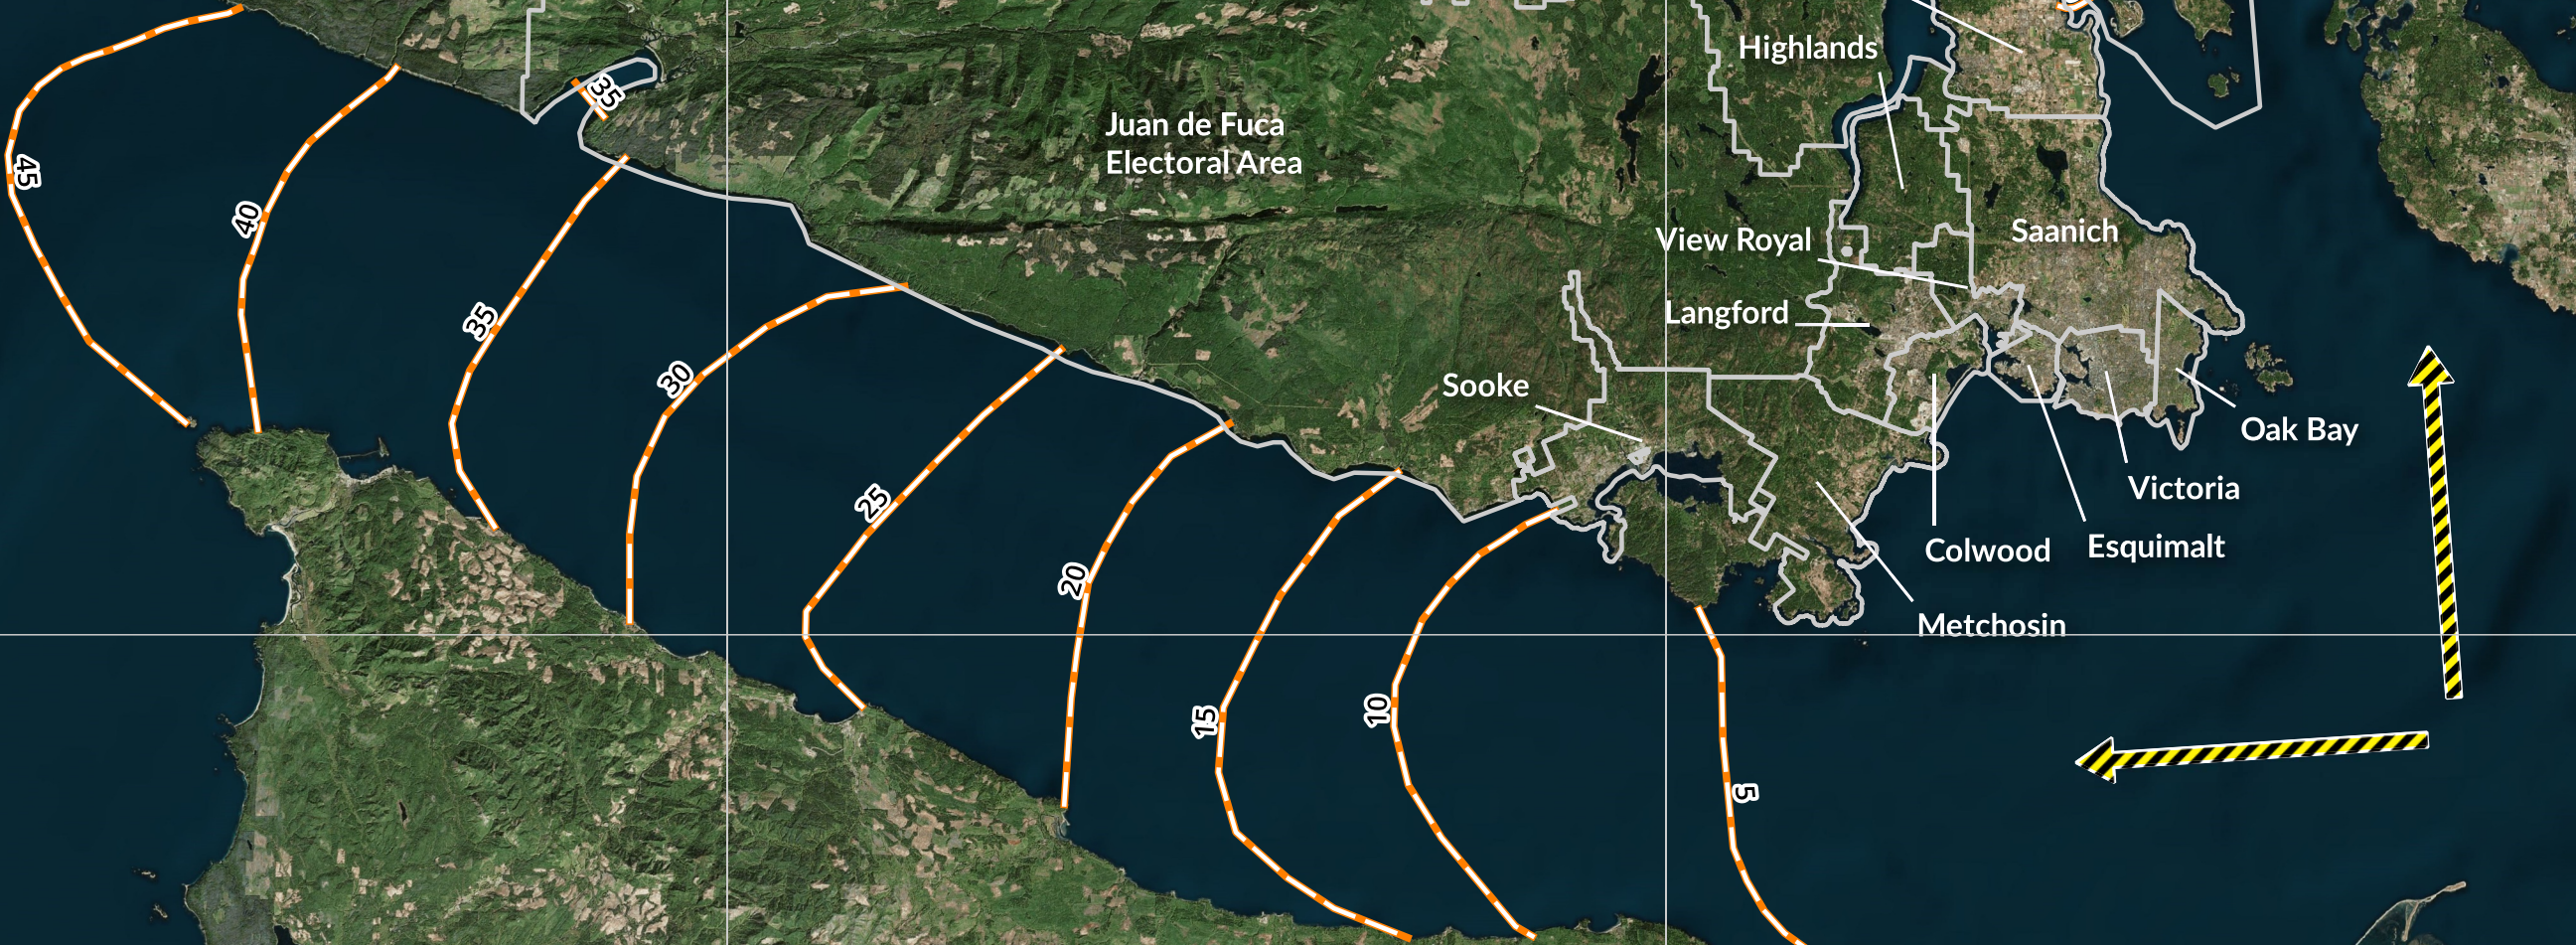 Highlands
35
Juan de Fuca
Electoral Area
45
40
View Royal
Saanich
35
Langford
30
Sooke
Oak Bay
25
Victoria
20
Colwood
Esquimalt
Metchosin
15
10
5